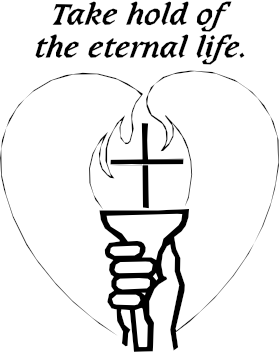 Take hold of
the eternal life.